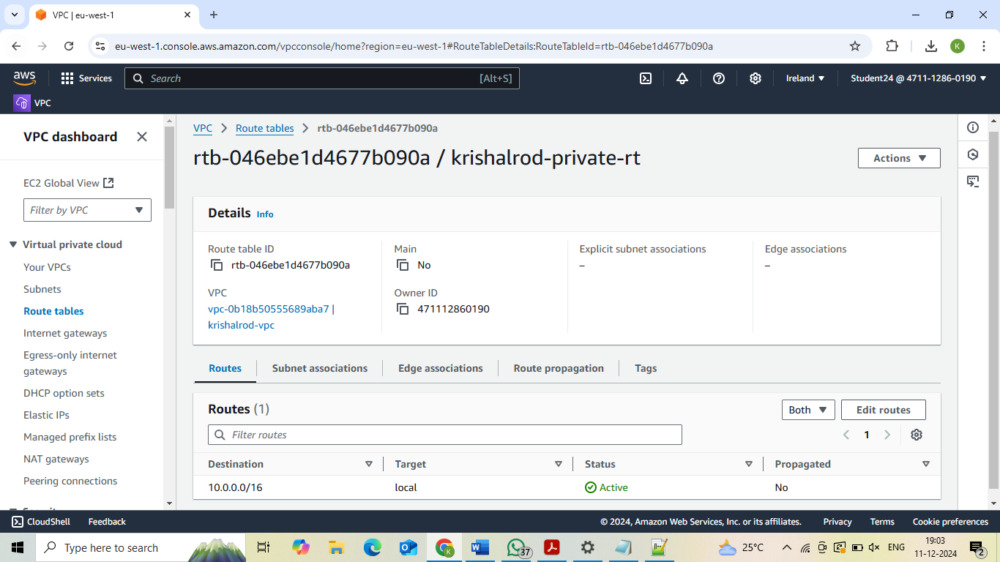 VPC | eu-west-1
eu-west-1.console.aws.amazon.com/vpcconsole/home?region=eu-west-1#RouteTableDetails:RouteTableId=rtb-046ebe1d4677b090a
K
aws
Services
Search
[Alt+S]
Ireland
Student24 @ 4711-1286-0190
VPC
VPC dashboard
EC2 Global View
Filter by VPC
Virtual private cloud
Your VPCs
Subnets
Route tables
Internet gateways
Egress-only internet
gateways
DHCP option sets
Elastic IPs
Managed prefix lists
NAT gateways
Peering connections
VPC
Route tables
rtb-046ebe1d4677b090a
rtb-046ebe1d4677b090a / krishalrod-private-rt
Actions
Details Info
Route table ID
rtb-046ebe1d4677b090a
Main
No
Explicit subnet associations
–
Edge associations
–
VPC
vpc-0b18b50555689aba7 |
krishalrod-vpc
Owner ID
471112860190
Routes
Subnet associations
Edge associations
Route propagation
Tags
Routes (1)
Both
Edit routes
Filter routes
1
Destination
Target
Status
Propagated
10.0.0.0/16
local
Active
No
CloudShell
Feedback
© 2024, Amazon Web Services, Inc. or its affiliates.
Privacy
Terms
Cookie preferences
Type here to search
37
25°C
ENG
19:03
11-12-2024
2